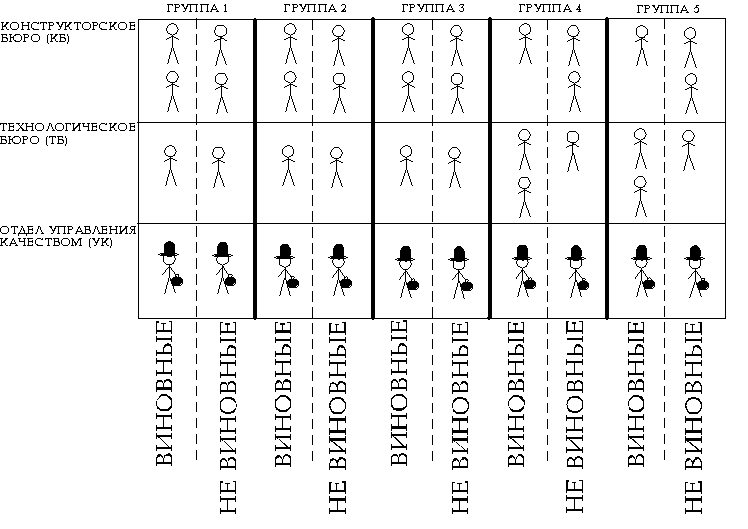 ГРУППА 1 ГРУППА 2 ГРУППА 3 ГРУППА 4 ГРУППА 5
КОНСТРУКТОРСКОЕ
БЮРО (КБ)
ТЕХНОЛОГИЧЕСКОЕ
БЮРО (ТБ)
ОТДЕЛ УПРАВЛЕНИЯ
КАЧЕСТВОМ (УК)
ВИНОВНЫЕ
НЕ ВИНОВНЫЕ
ВИНОВНЫЕ
НЕ ВИНОВНЫЕ
ВИНОВНЫЕ
НЕ ВИНОВНЫЕ
ВИНОВНЫЕ
НЕ ВИНОВНЫЕ
ВИНОВНЫЕ
НЕ ВИНОВНЫЕ